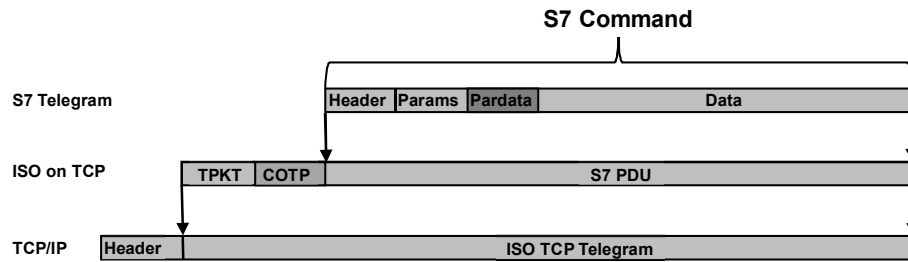 S7 Command
S7 Telegram Header Params Pardata Data
ISO on TCP TPKT COTP S7 PDU
TCP/IP Header ISO TCP Telegram